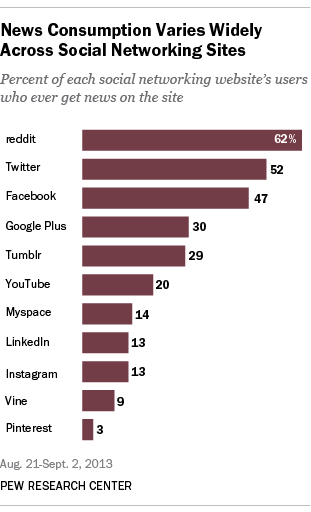 News Consumption Varies Widely
Across Social Networking Sites
Percent of each social networking website's users
who ever get news on the site
reddit 62%
Twitter 52
Facebook 47
Google Plus 30
Tumblr 29
YouTube 20
Myspace 14
LinkedIn 13
Instagram 13
Vine 9
Pinterest 3
Aug. 21-Sept. 2, 2013
PEW RESEARCH CENTER